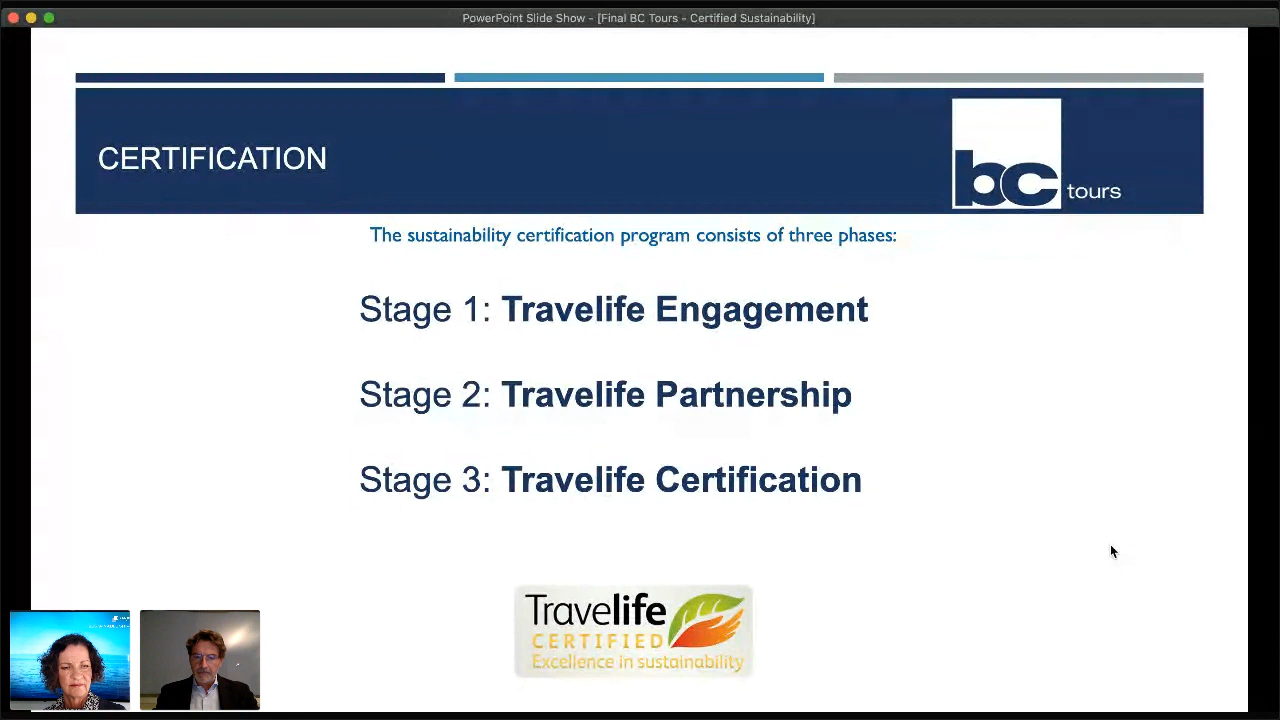 PowerPoint Slide Show - [Final BC Tours - Certified Sustainability]
CERTIFICATION
bc tours
The sustainability certification program consists of three phases:
Stage 1: Travelife Engagement
Stage 2: Travelife Partnership
Stage 3: Travelife Certification
Travelife
CERTIFIED
Excellence in sustainability